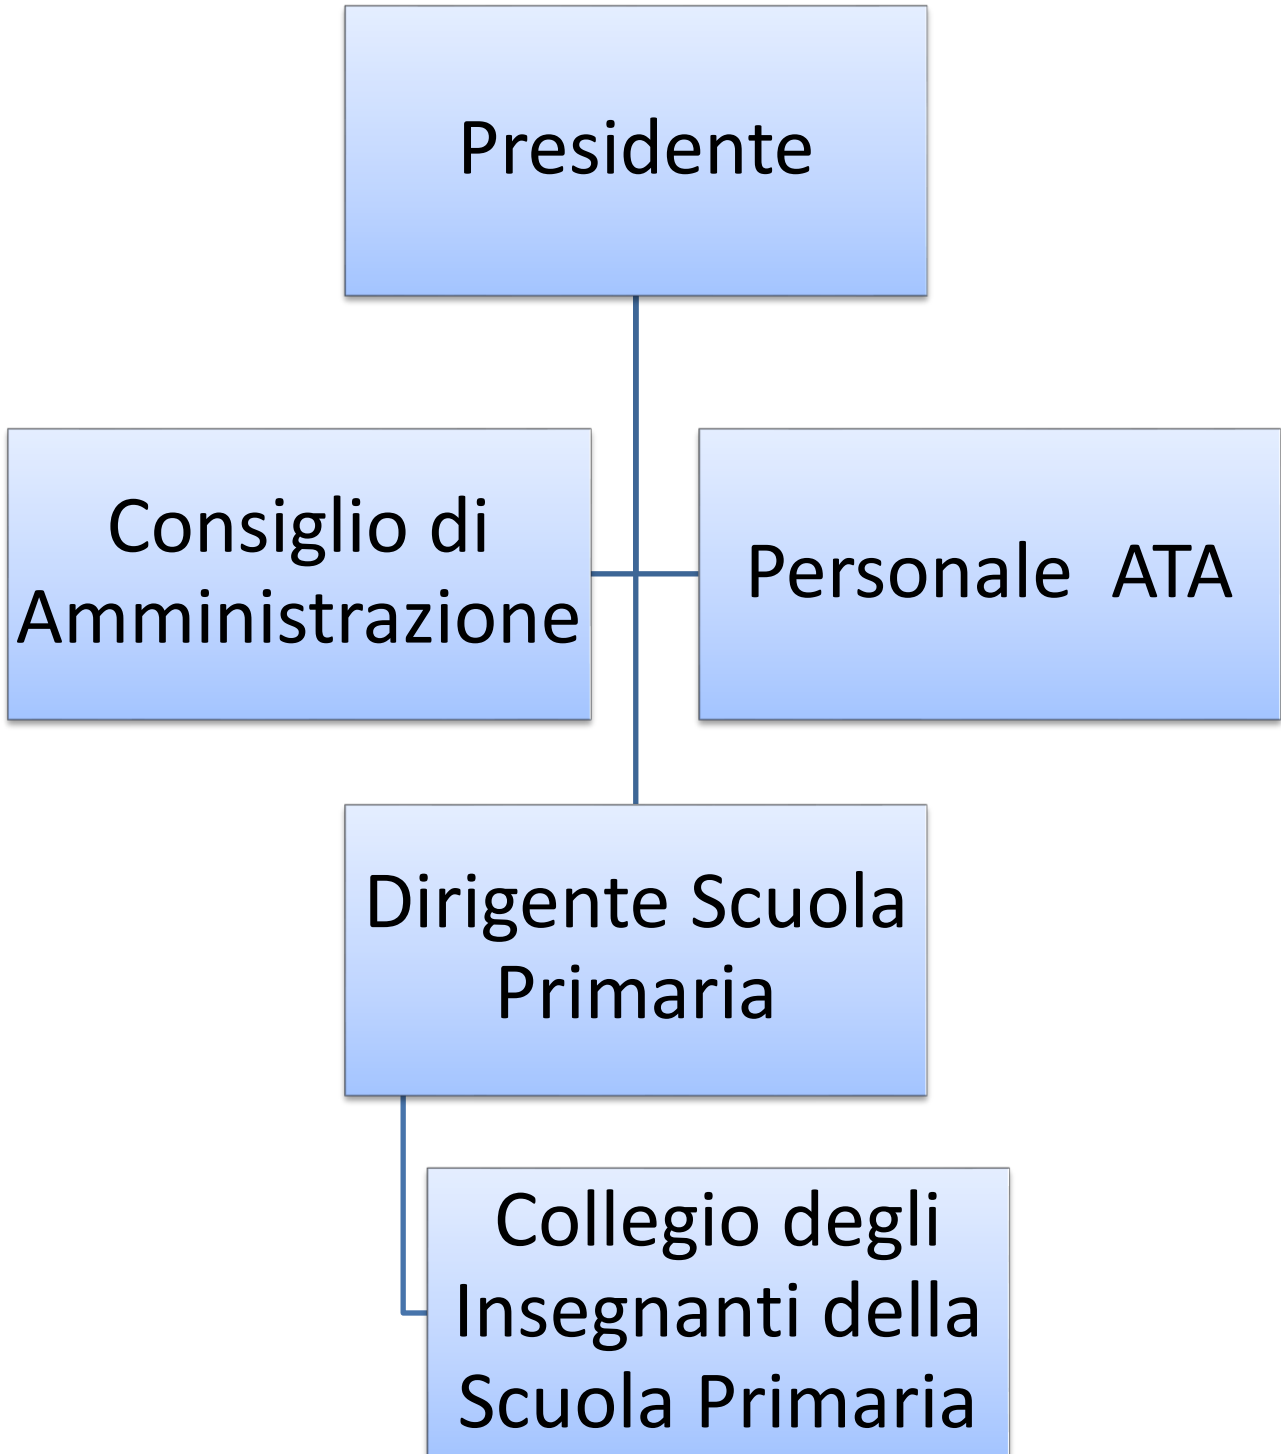 Presidente
Consiglio di
Amministrazione
Personale  ATA
Dirigente Scuola
Primaria
Collegio degli
Insegnanti della
Scuola Primaria